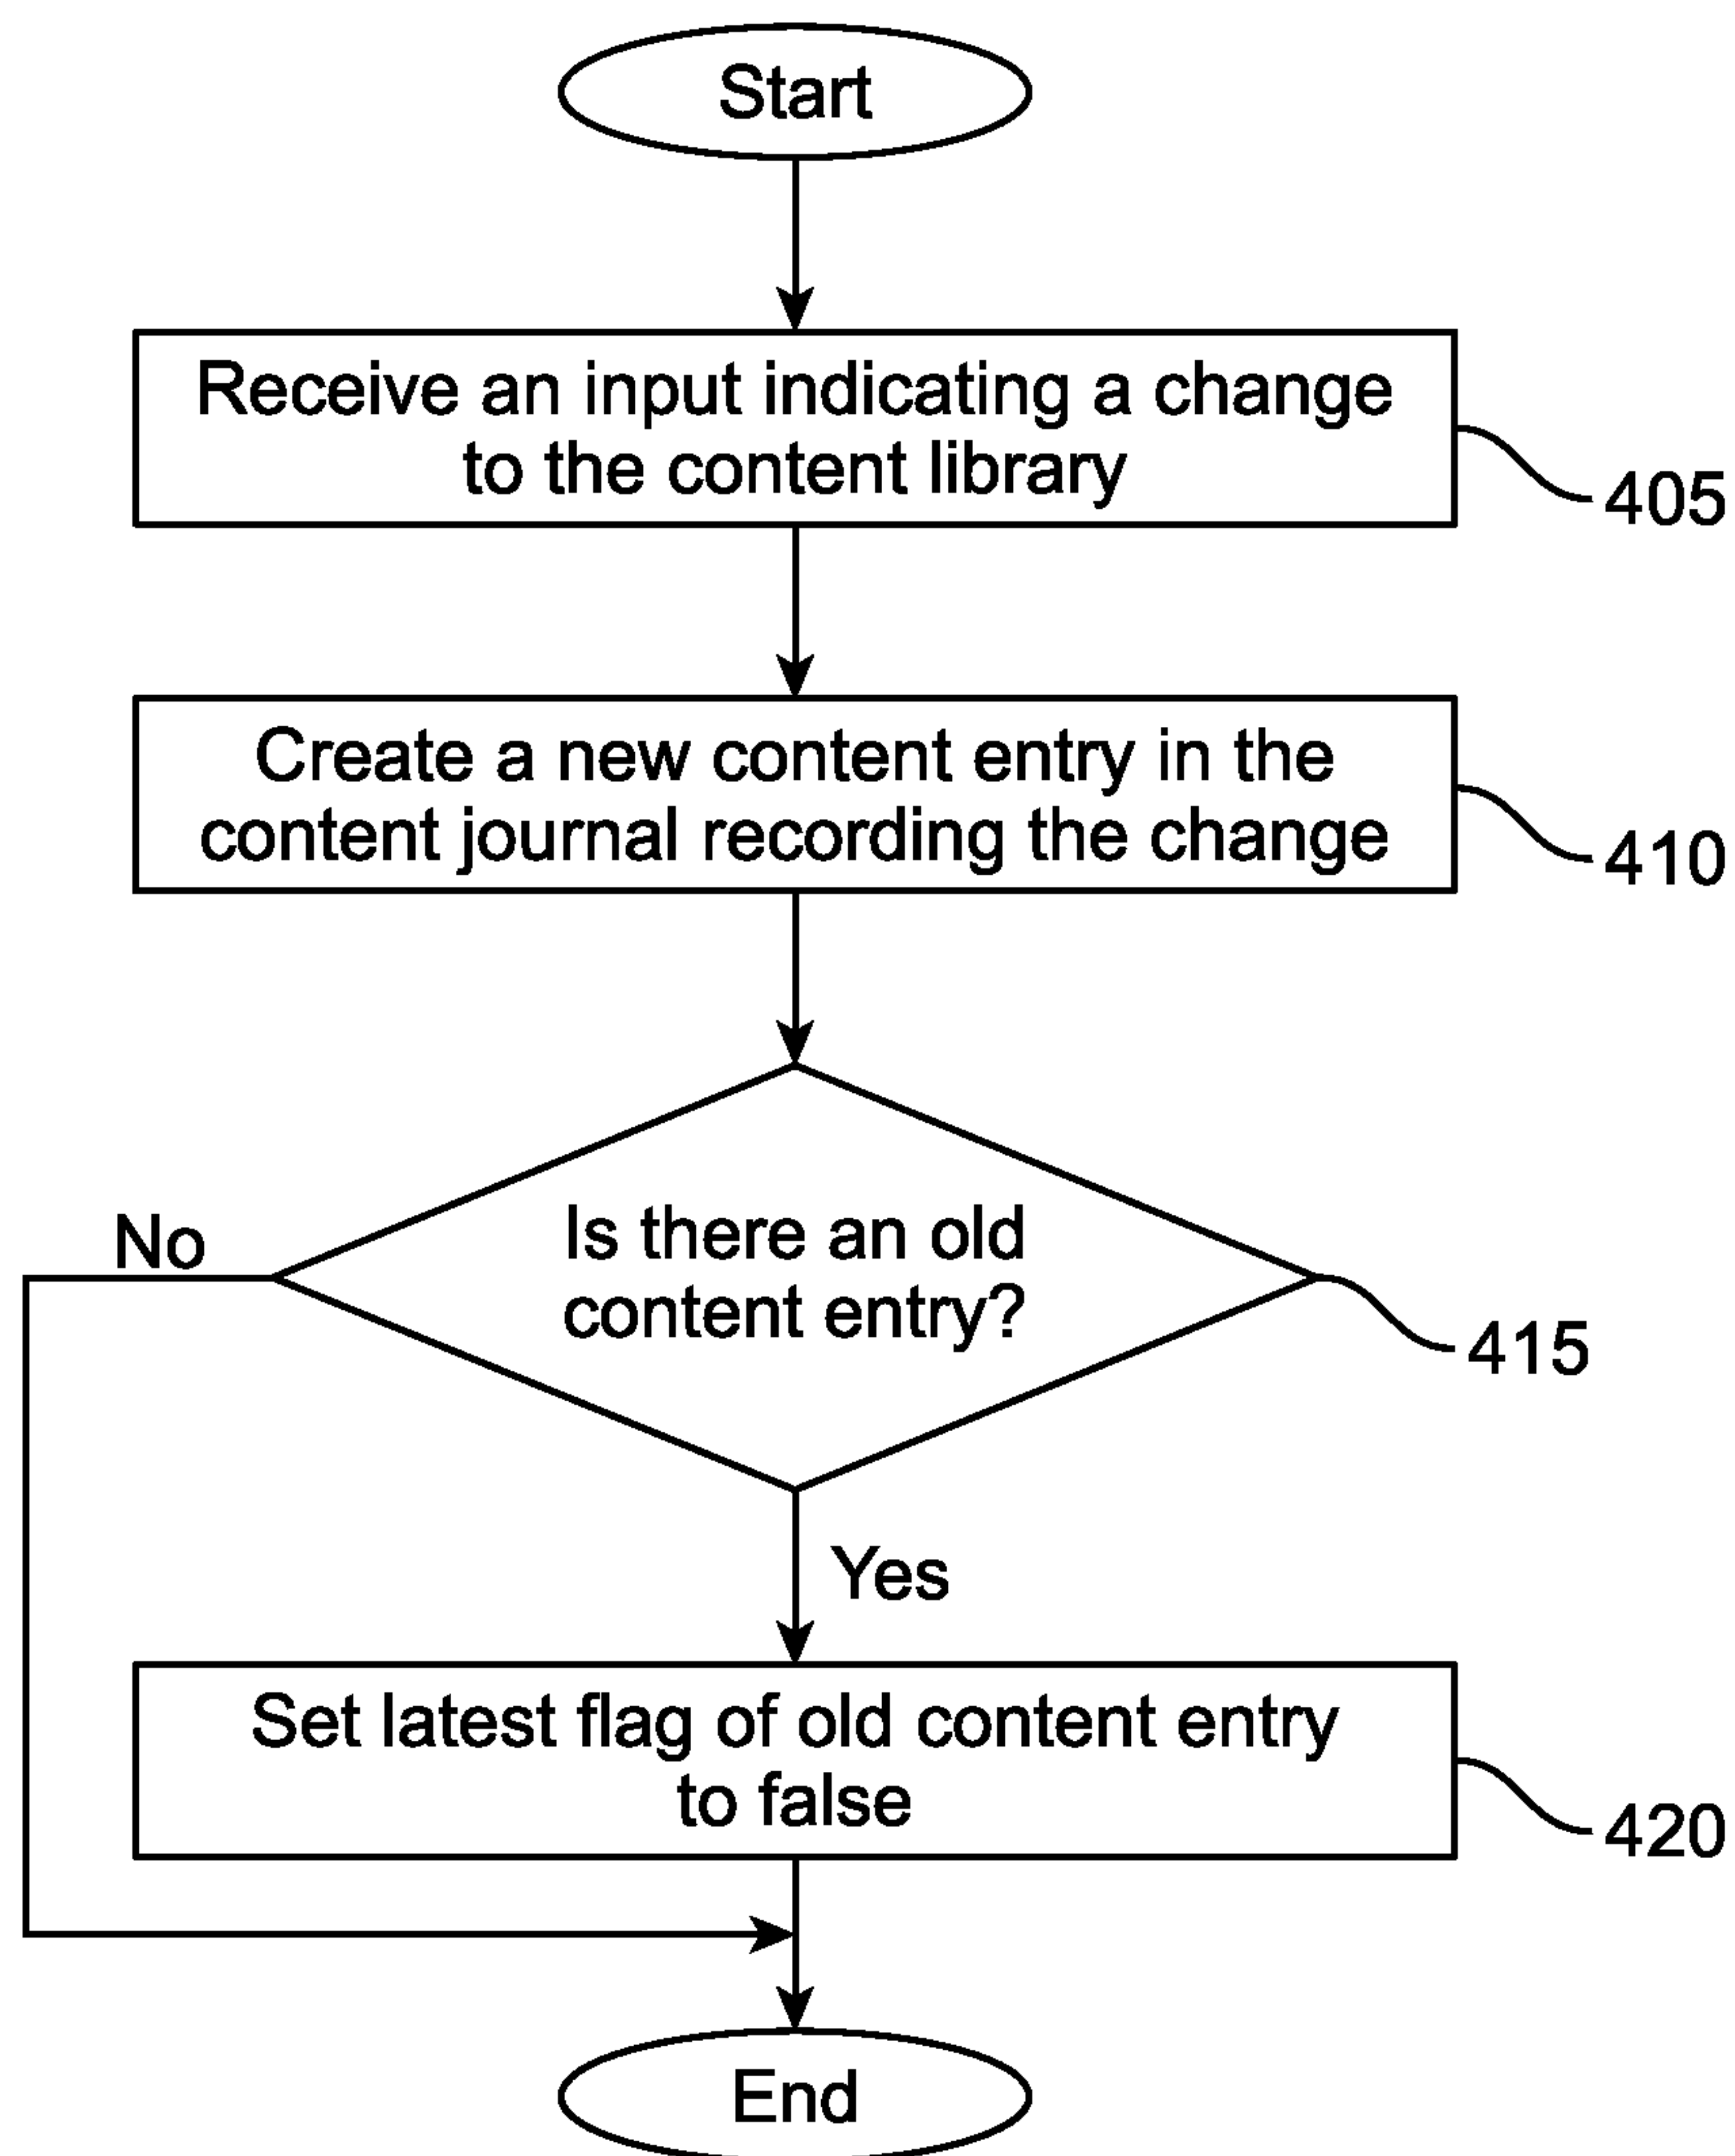 Start
Receive an input indicating a change
to the content library
405
Create a new content entry in the
content journal recording the change
410
No
Is there an old
content entry?
415
Yes
Set latest flag of old content entry
to false
420
End